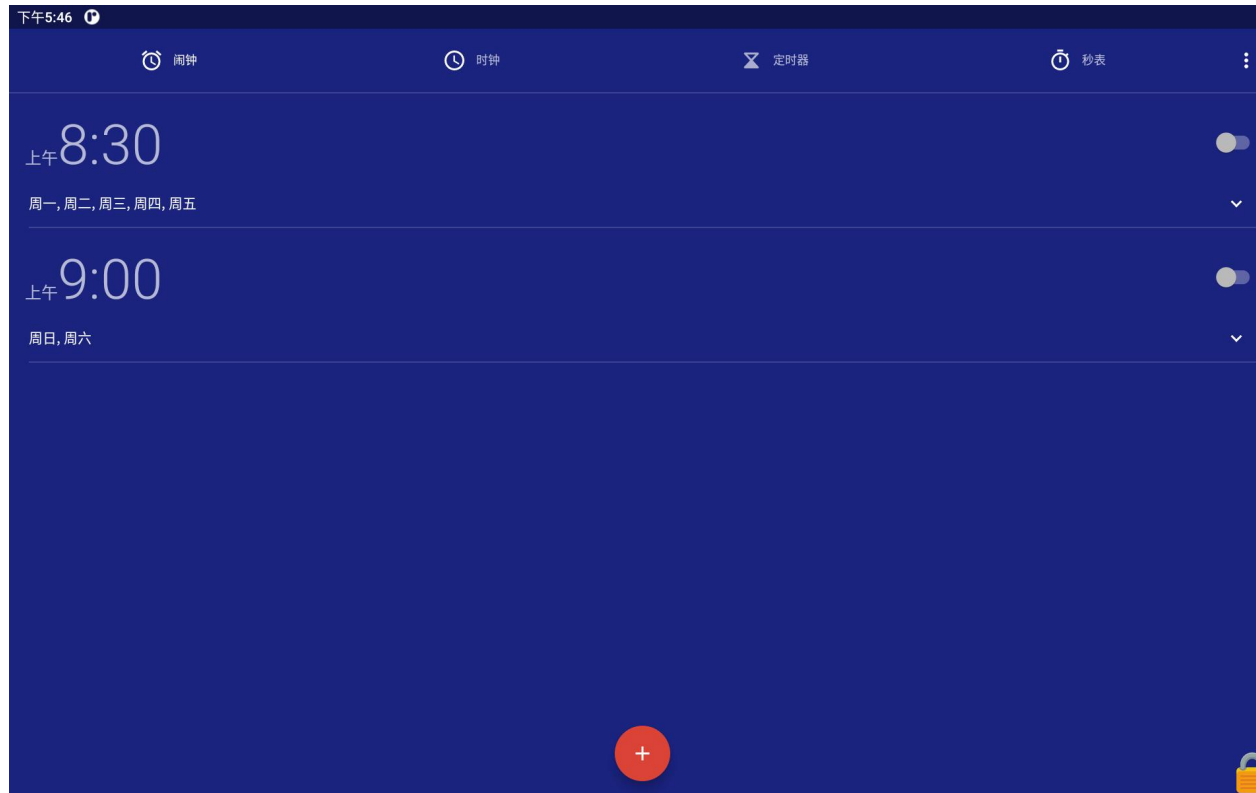 下午5:46
闹钟 时钟 定时器 秒表
上午8:30
周一, 周二, 周三, 周四, 周五
上午9:00
周日, 周六